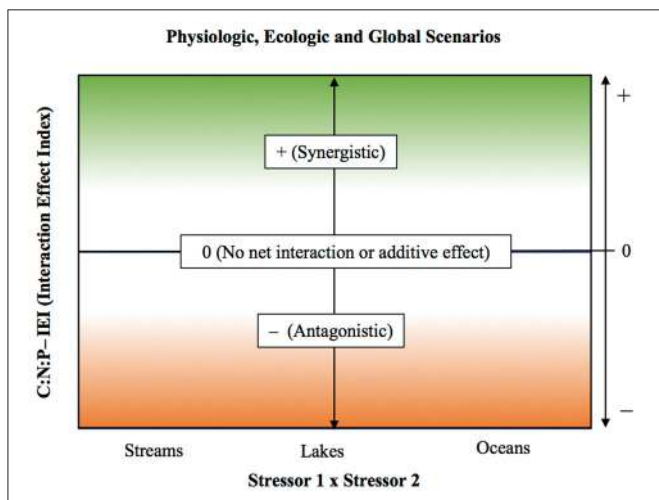 Physiologic, Ecologic and Global Scenarios
C:N:P– IEI (Interaction Effect Index)
+ (Synergistic)
0 (No net interaction or additive effect)
– (Antagonistic)
+
0
–
Streams Lakes Oceans
Stressor 1 x Stressor 2